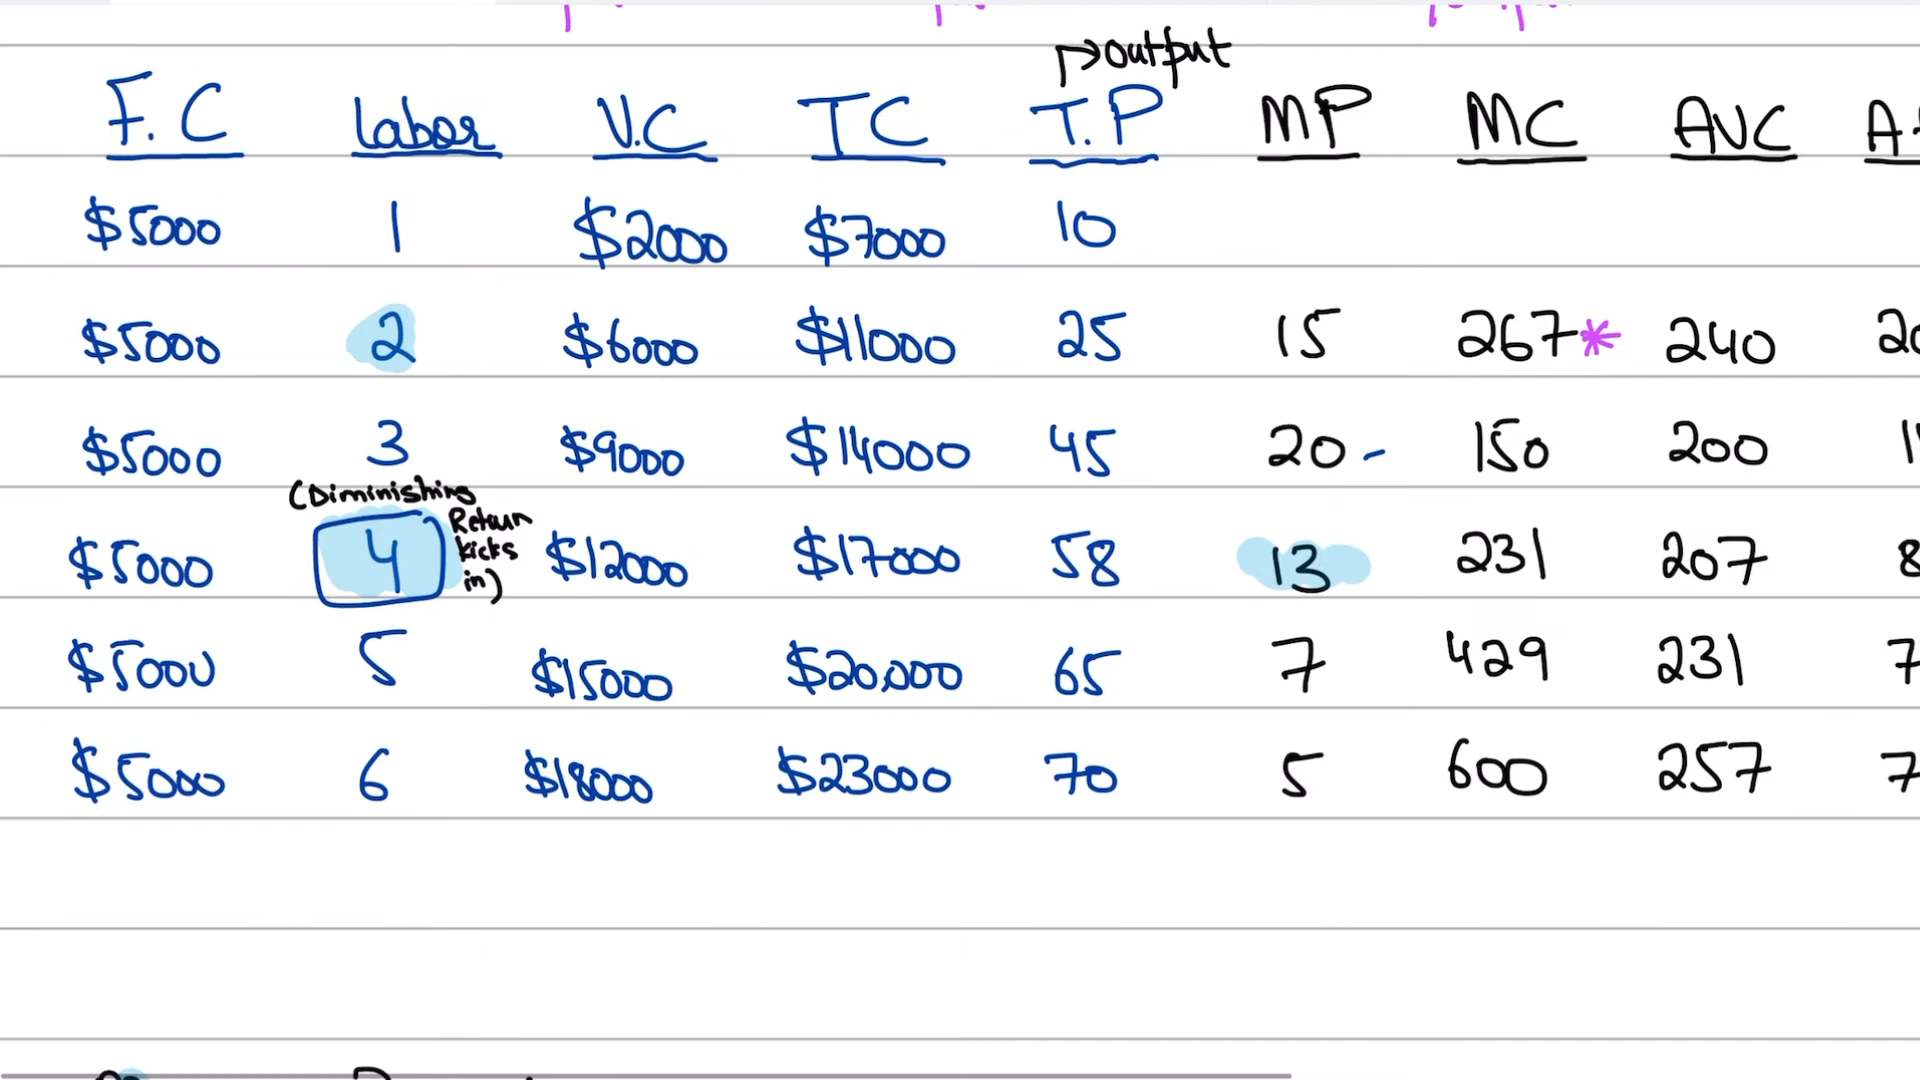 →output
F.C Labor V.C TC T.P MP MC AVC
$5000 1 $2000 $7000 10
$5000 2 $6000 $11000 25 15 267* 240
$5000 3 $9000 $14000 45 20 - 150 200
(Diminishing
Return
kicks
in)
$5000 4 $12000 $17000 58 13 231 207
$5000 5 $15000 $20,000 65 7 429 231
$5000 6 $18000 $23000 70 5 600 257